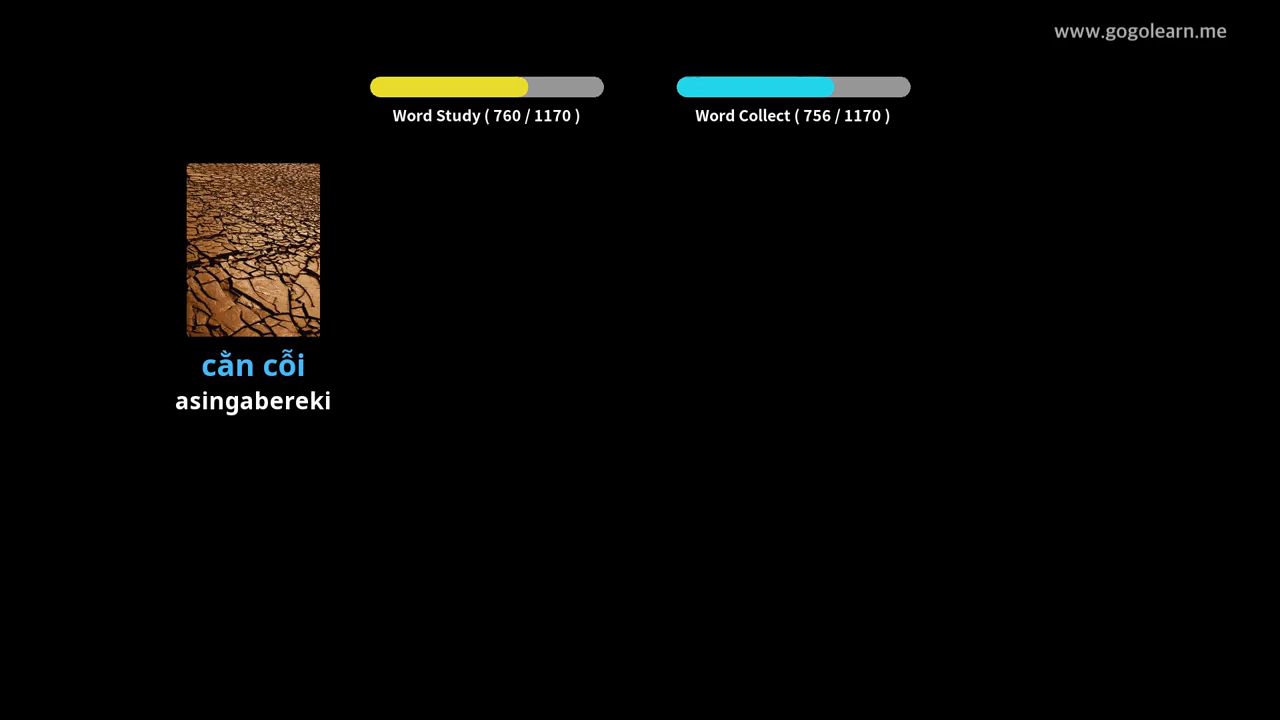 www.gogolearn.me
Word Study ( 760 / 1170 )
Word Collect ( 756 / 1170 )
cằn cỗi
asingabereki